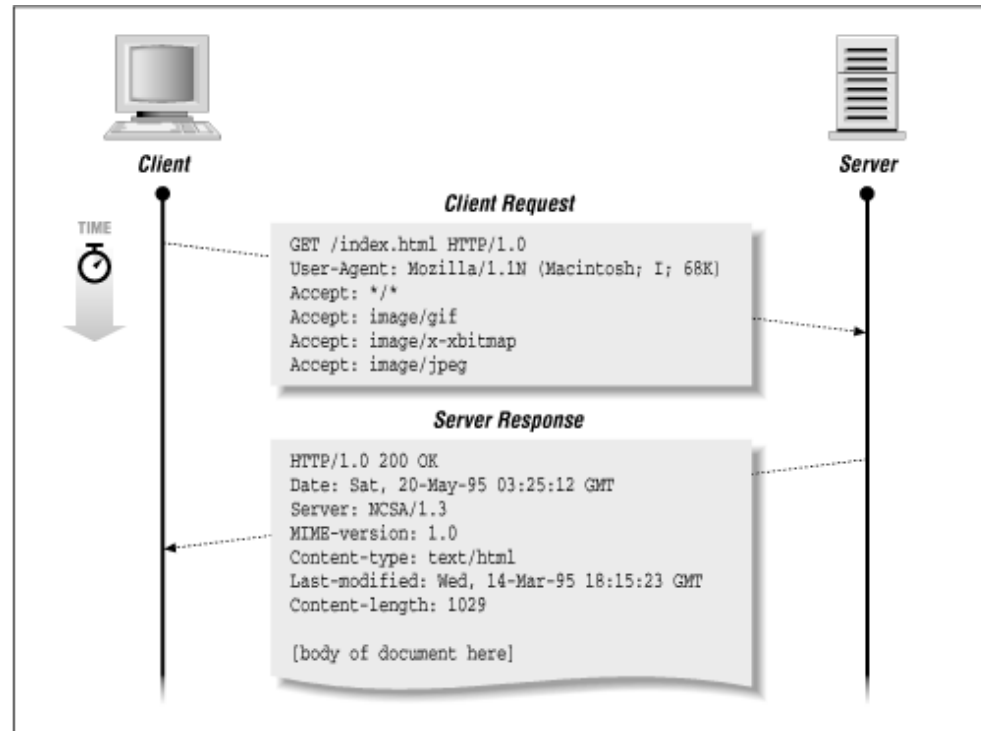 Client
Server
TIME
Client Request
GET /index.html HTTP/1.0
User-Agent: Mozilla/1.1N (Macintosh; I; 68K)
Accept: */*
Accept: image/gif
Accept: image/x-xbitmap
Accept: image/jpeg
Server Response
HTTP/1.0 200 OK
Date: Sat, 20-May-95 03:25:12 GMT
Server: NCSA/1.3
MIME-version: 1.0
Content-type: text/html
Last-modified: Wed, 14-Mar-95 18:15:23 GMT
Content-length: 1029
[body of document here]